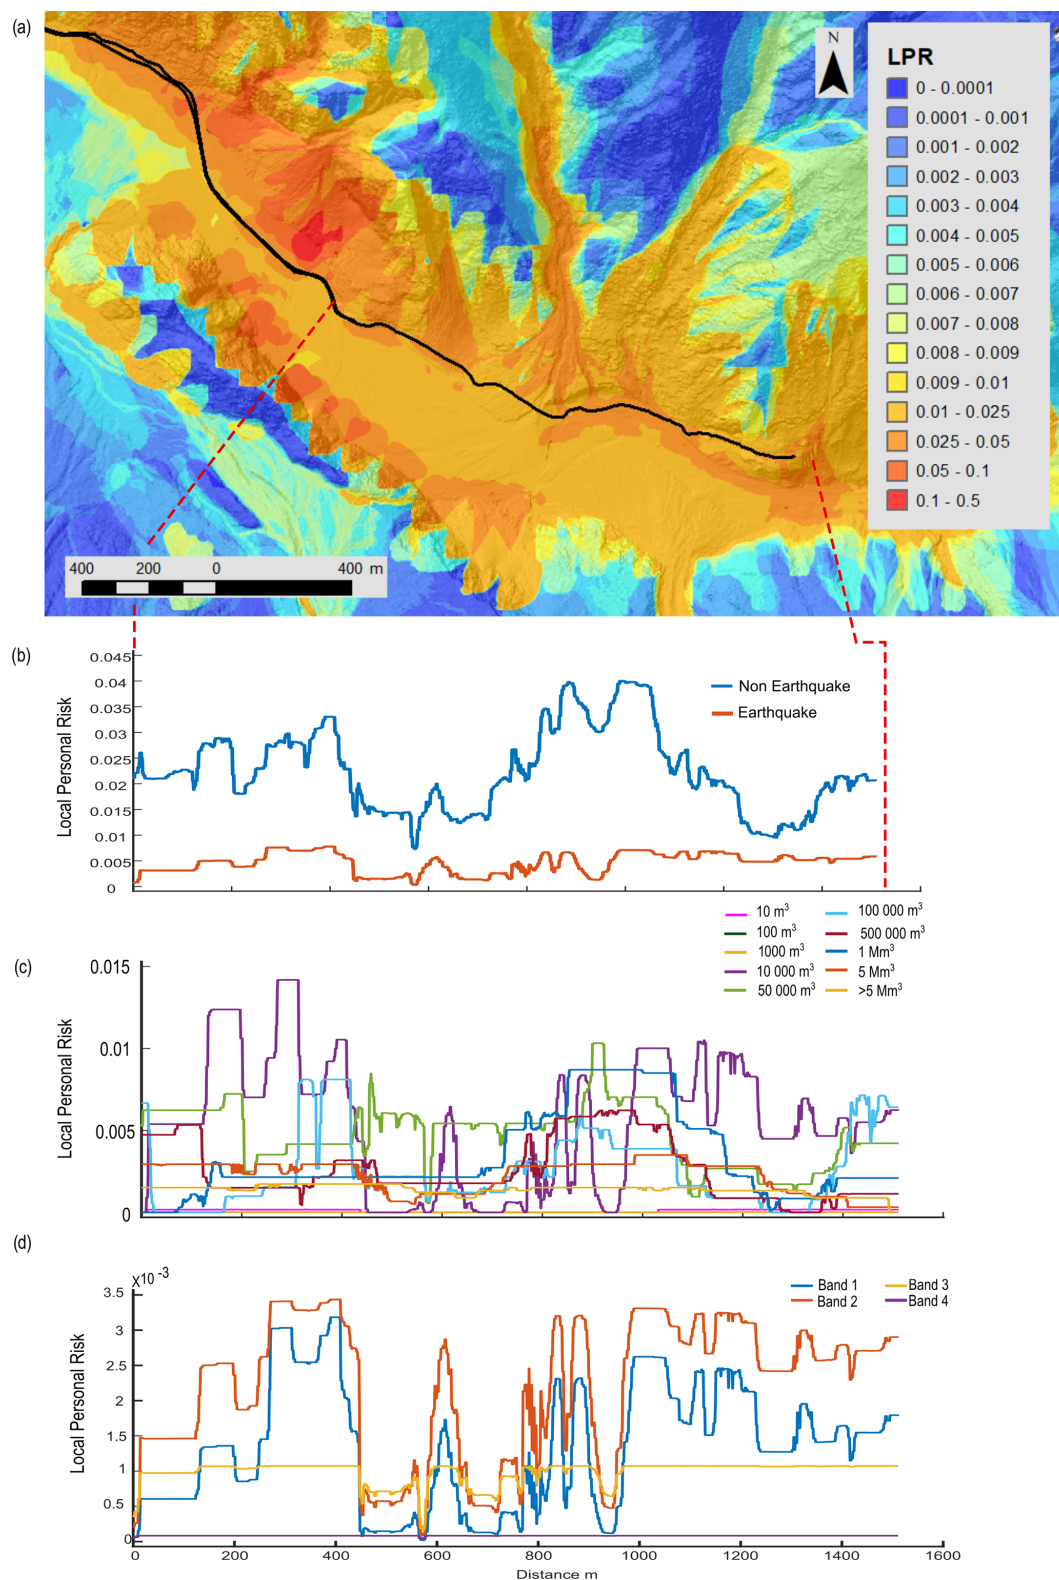 (a)
N
LPR
0 - 0.0001
0.0001 - 0.001
0.001 - 0.002
0.002 - 0.003
0.003 - 0.004
0.004 - 0.005
0.005 - 0.006
0.006 - 0.007
0.007 - 0.008
0.008 - 0.009
0.009 - 0.01
0.01 - 0.025
0.025 - 0.05
0.05 - 0.1
0.1 - 0.5
400 200 0 400 m
(b)
Local Personal Risk
0.045
0.04
0.035
0.03
0.025
0.02
0.015
0.01
0.005
0
Non Earthquake
Earthquake
(c)
10 m³
100 m³
1000 m³
10 000 m³
50 000 m³
100 000 m³
500 000 m³
1 Mm³
5 Mm³
>5 Mm³
Local Personal Risk
0.015
0.01
0.005
0
(d)
X10⁻³
Local Personal Risk
3.5
3
2.5
2
1.5
1
0.5
0
Band 1
Band 2
Band 3
Band 4
0 200 400 600 800 1000 1200 1400 1600
Distance m